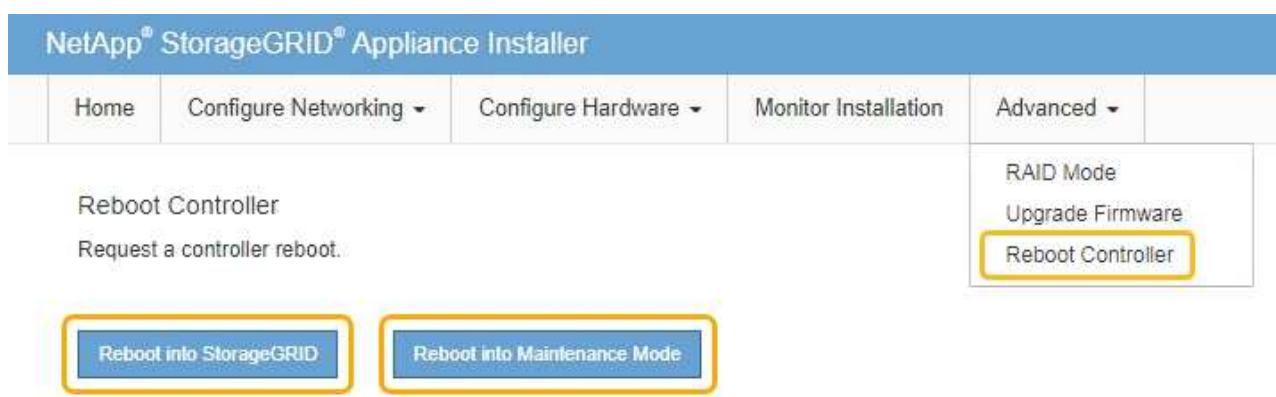 NetApp® StorageGRID® Appliance Installer
Home Configure Networking Configure Hardware Monitor Installation Advanced
RAID Mode
Upgrade Firmware
Reboot Controller
Reboot Controller
Request a controller reboot.
Reboot into StorageGRID Reboot into Maintenance Mode